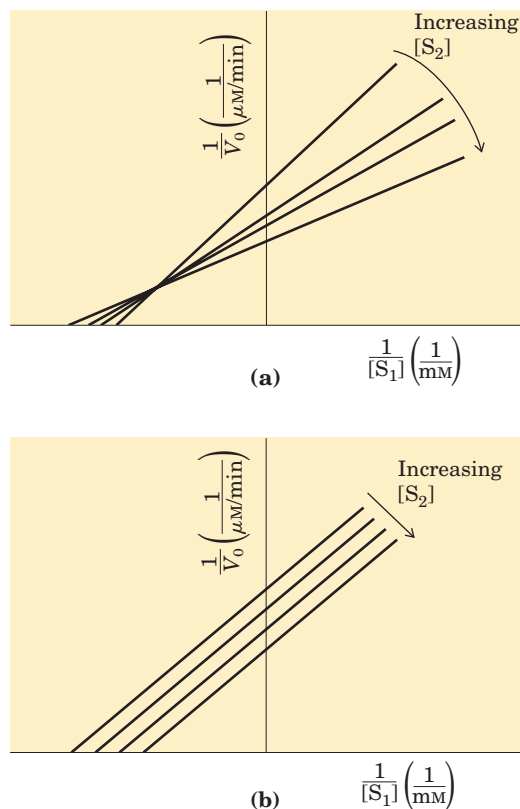 Increasing
[S₂]
1/V₀ (1/μM/min)
1/[S₁] (1/mM)
(a)
Increasing
[S₂]
1/V₀ (1/μM/min)
1/[S₁] (1/mM)
(b)